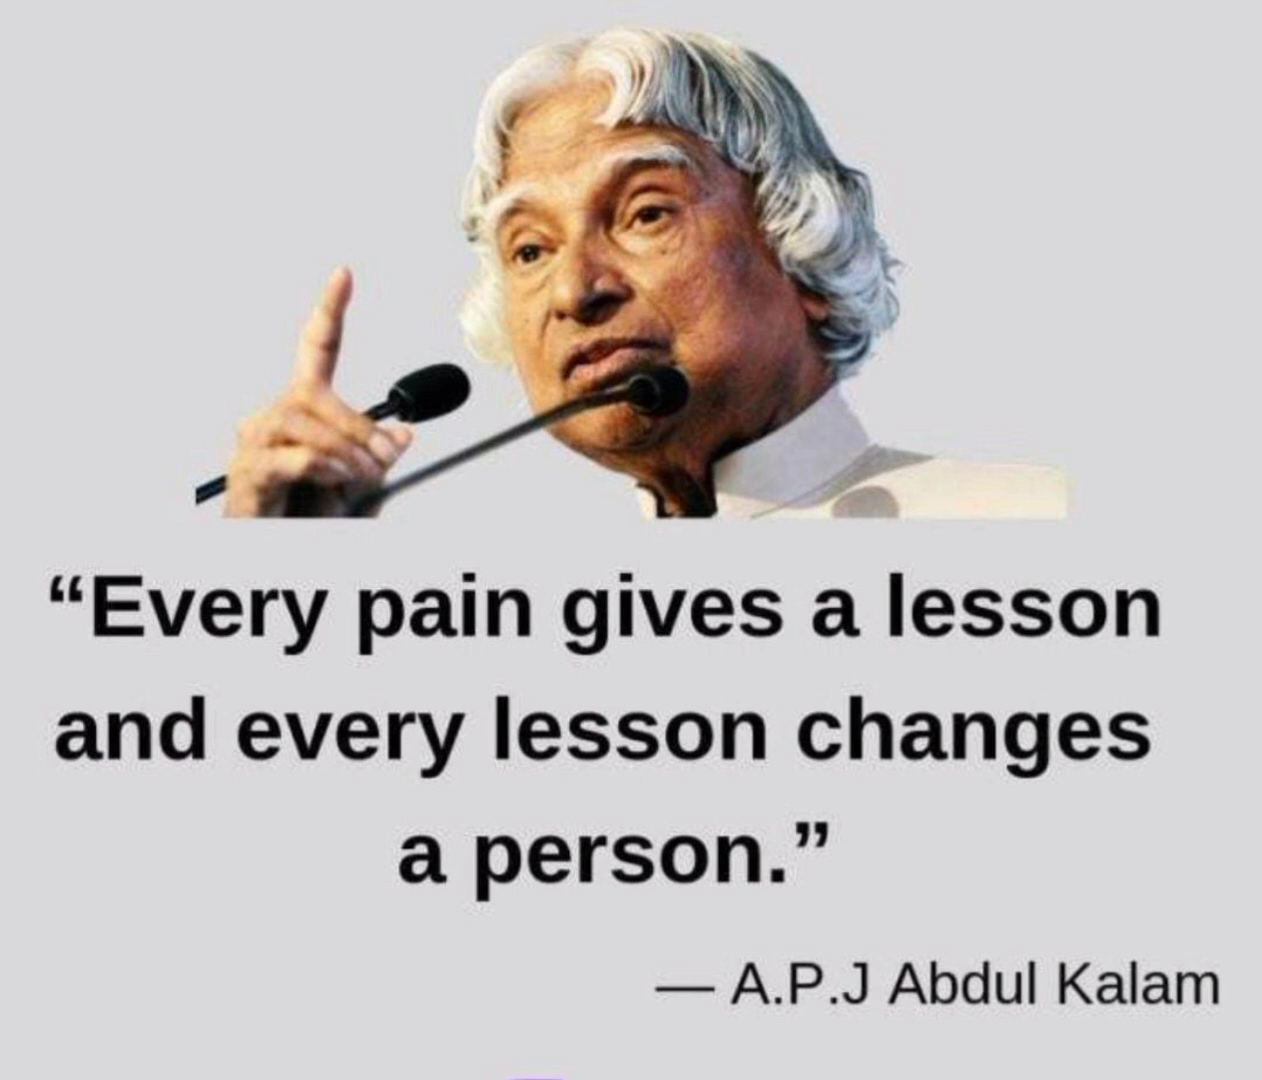 “Every pain gives a lesson
and every lesson changes
a person.”
— A.P.J Abdul Kalam